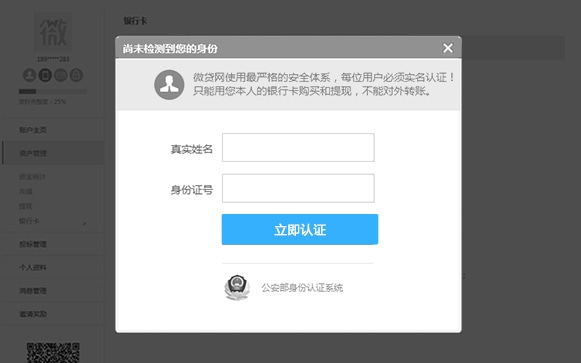 微
银行卡
189****285
资料完整度：25%
账户主页
资产管理
资金统计
充值
提现
银行卡
投标管理
个人资料
消息管理
邀请奖励
尚未检测到您的身份
微贷网使用最严格的安全体系，每位用户必须实名认证！
只能用您本人的银行卡购买和提现，不能对外转账。
真实姓名
身份证号
立即认证
公安部身份认证系统